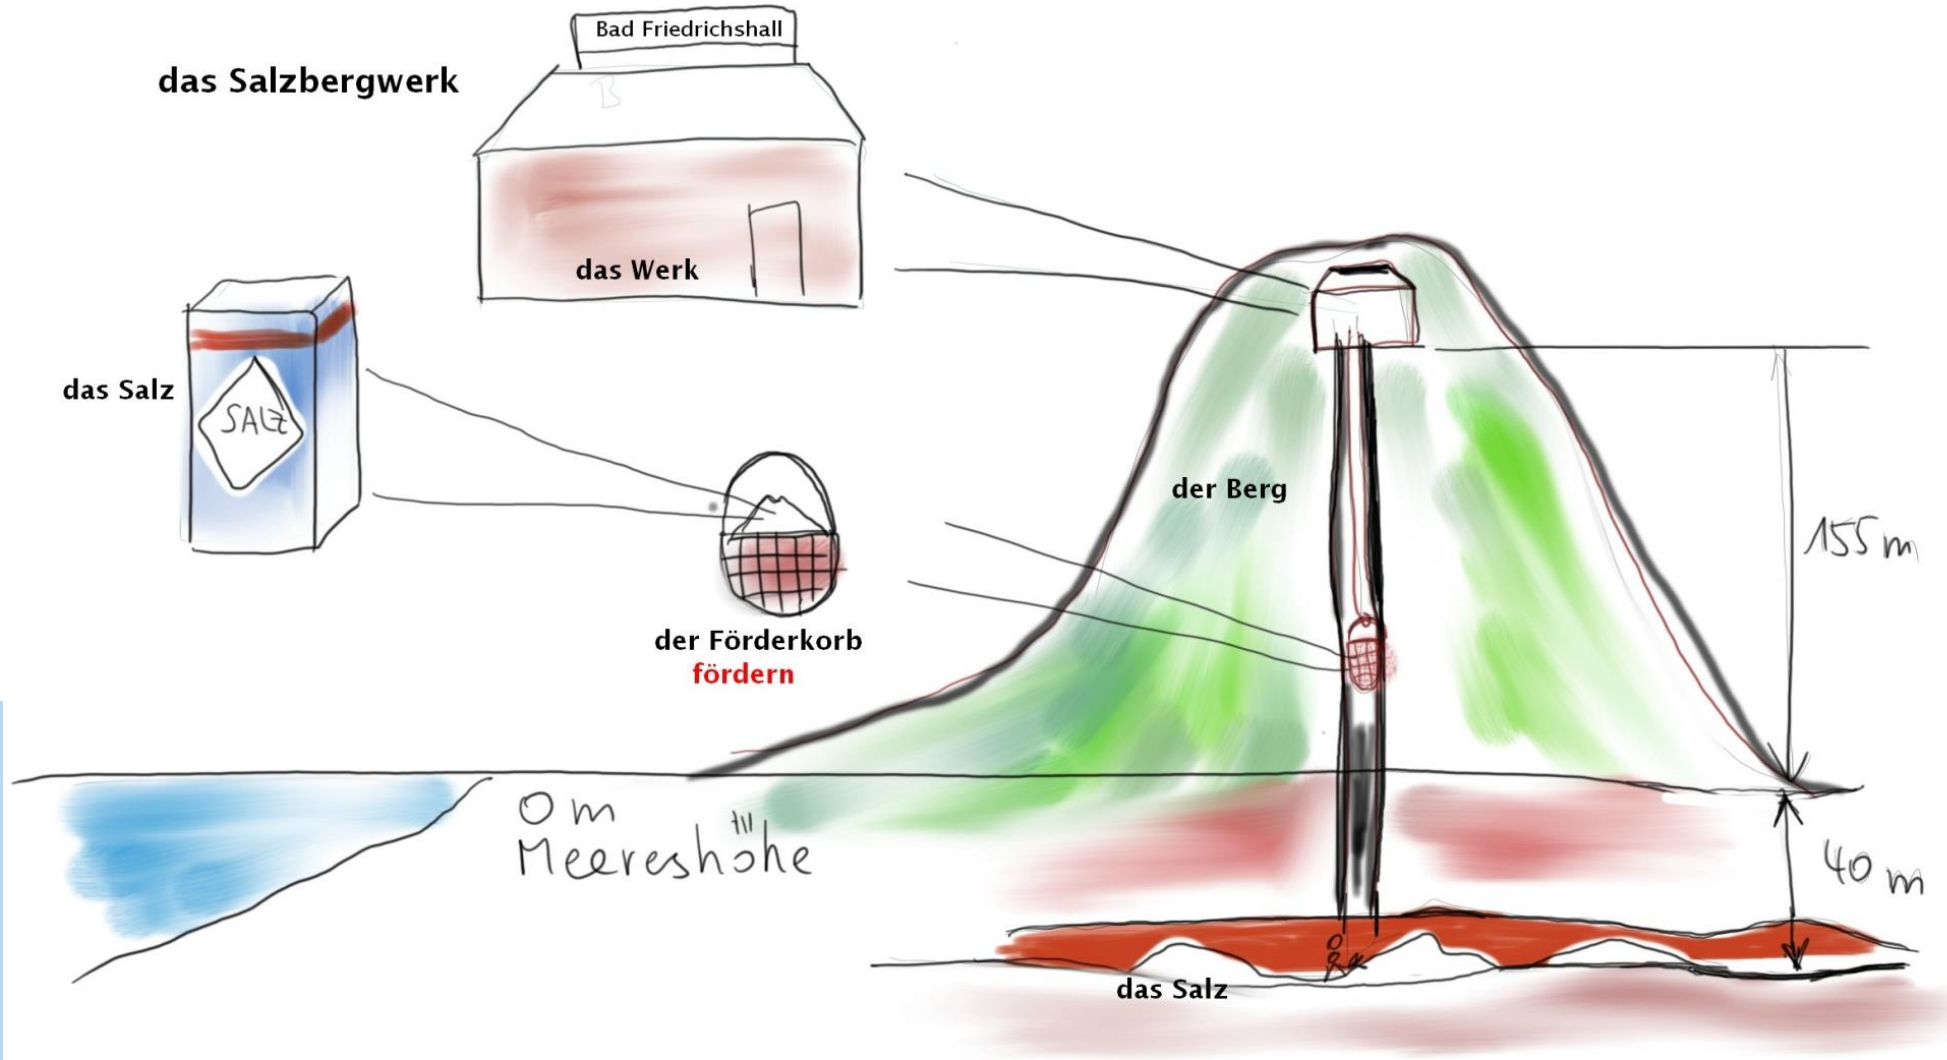 Bad Friedrichshall
das Salzbergwerk
B
das Werk
das Salz
SALZ
der Berg
155 m
der Förderkorb
fördern
0 m
Meereshöhe
40 m
das Salz